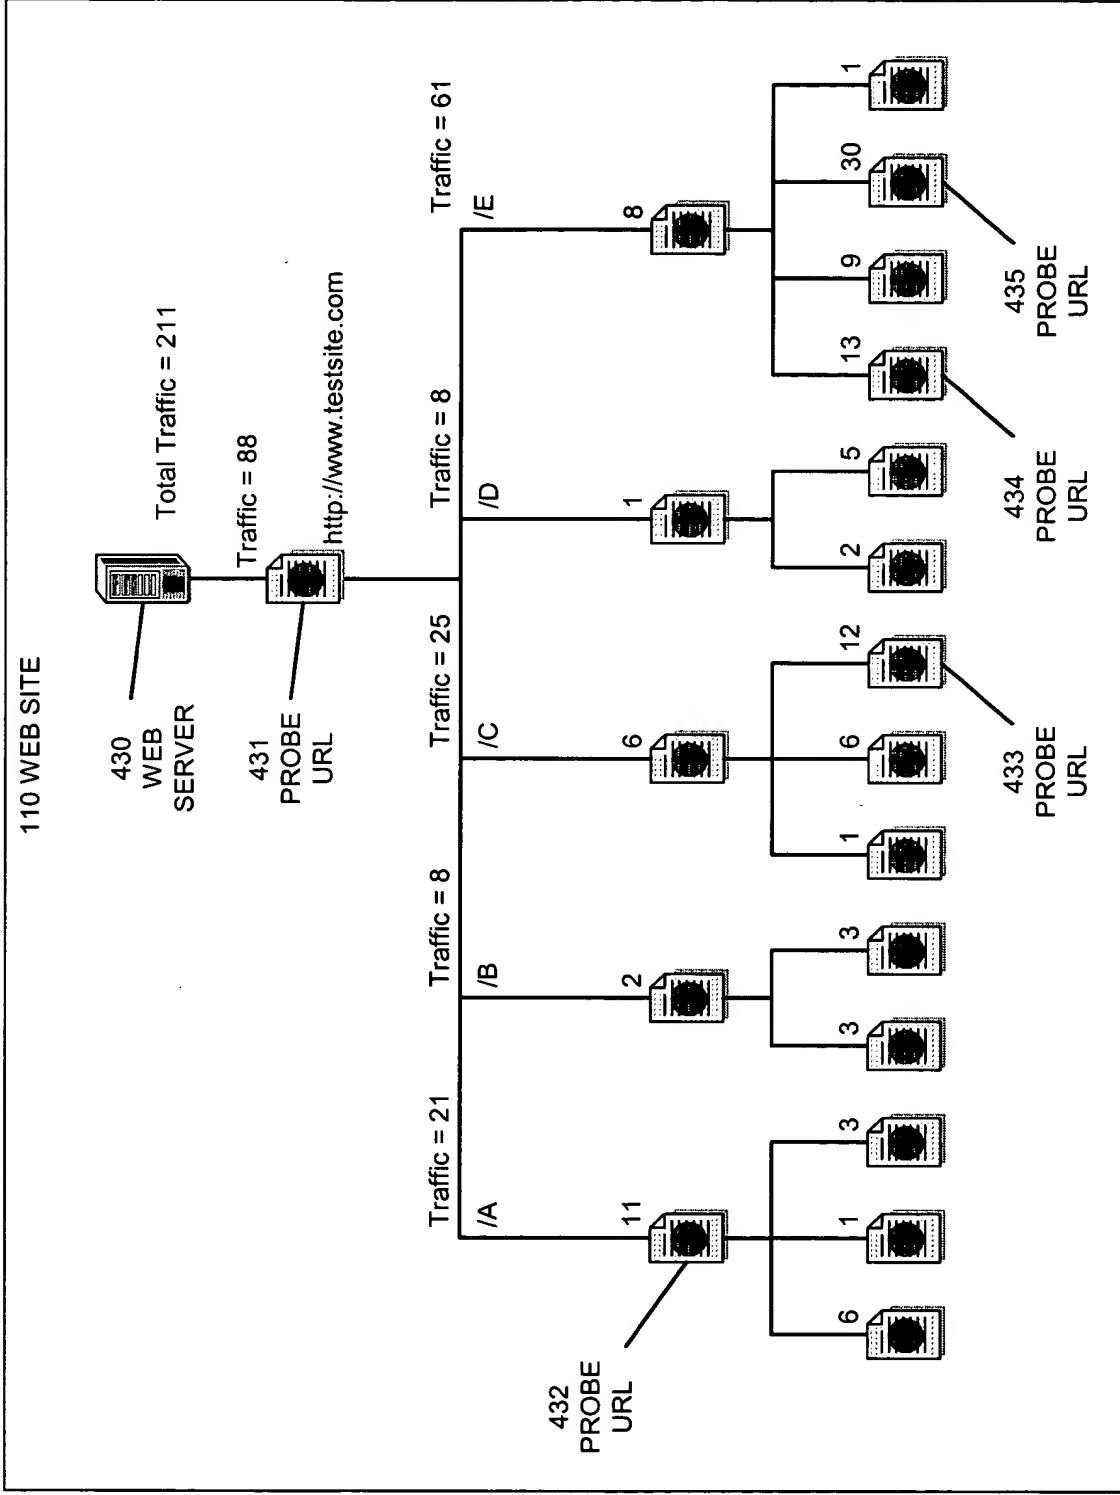 110 WEB SITE
430
WEB
SERVER
Total Traffic = 211
431
PROBE
URL
Traffic = 88
http://www.testsite.com
Traffic = 21
Traffic = 8
Traffic = 25
Traffic = 8
Traffic = 61
/A
/B
/C
/D
/E
432
PROBE
URL
11
2
6
1
8
6
1
3
3
3
1
6
12
2
5
13
9
30
1
433
PROBE
URL
434
PROBE
URL
435
PROBE
URL